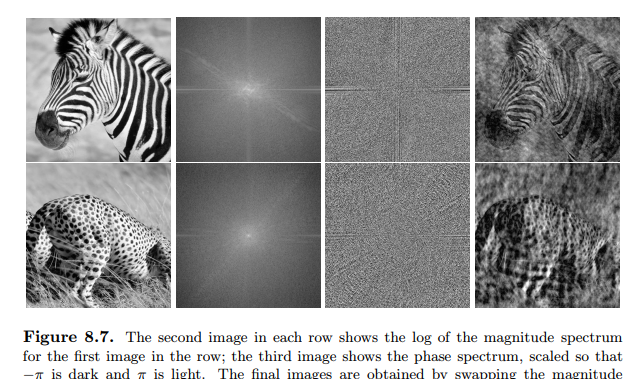 Figure 8.7. The second image in each row shows the log of the magnitude spectrum
for the first image in the row; the third image shows the phase spectrum, scaled so that
−π is dark and π is light. The final images are obtained by swapping the magnitude